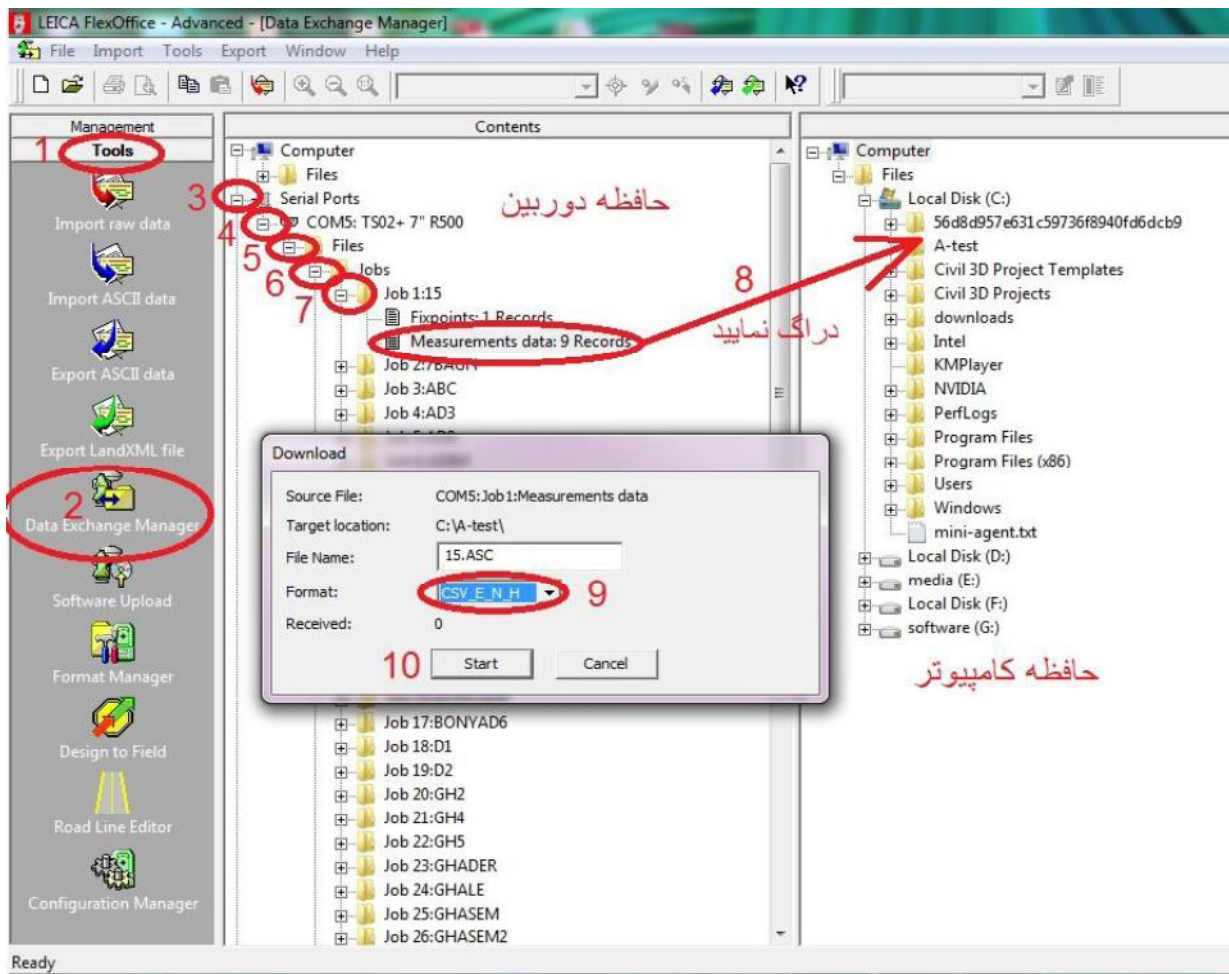 LEICA FlexOffice - Advanced - [Data Exchange Manager]
File Import Tools Export Window Help
Management
1 Tools
Import raw data
Import ASCII data
Export ASCII data
Export LandXML file
2
Data Exchange Manager
Software Upload
Format Manager
Design to Field
Road Line Editor
Configuration Manager
Contents
Computer
Files
3 Serial Ports
حافظه دوربین
4 COM5: TS02+ 7" R500
5 Files
6 Jobs
7 Job 1:15
Fixpoints: 1 Records
Measurements data: 9 Records
Job 2:7BAGH
Job 3:ABC
Job 4:AD3
8
دراگ نمایید
Download
Source File: COM5:Job1:Measurements data
Target location: C:\A-test\
File Name: 15.ASC
Format: CSV_E_N_H 9
Received: 0
10 Start Cancel
Job 17:BONYAD6
Job 18:D1
Job 19:D2
Job 20:GH2
Job 21:GH4
Job 22:GH5
Job 23:GHADER
Job 24:GHALE
Job 25:GHASEM
Job 26:GHASEM2
Computer
Files
Local Disk (C:)
56d8d957e631c59736f8940fd6dcb9
A-test
Civil 3D Project Templates
Civil 3D Projects
downloads
Intel
KMPlayer
NVIDIA
PerfLogs
Program Files
Program Files (x86)
Users
Windows
mini-agent.txt
Local Disk (D:)
media (E:)
Local Disk (F:)
software (G:)
حافظه کامپیوتر
Ready